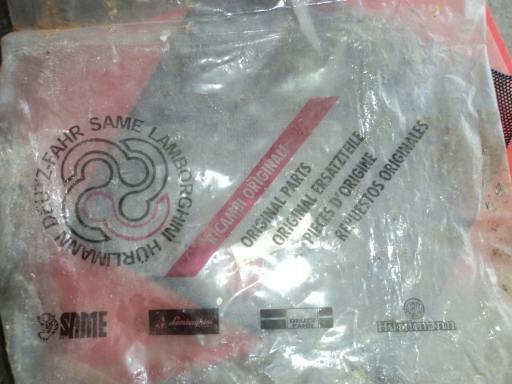 DEUTZ-FAHR SAME LAMBORGHINI HÜRLIMANN
RICAMBI ORIGINALI
ORIGINAL PARTS
ORIGINAL ERSATZTEILE
PIECES D'ORIGINE
REPUESTOS ORIGINALES
SAME
Lamborghini
DEUTZ
FAHR
Hürlimann